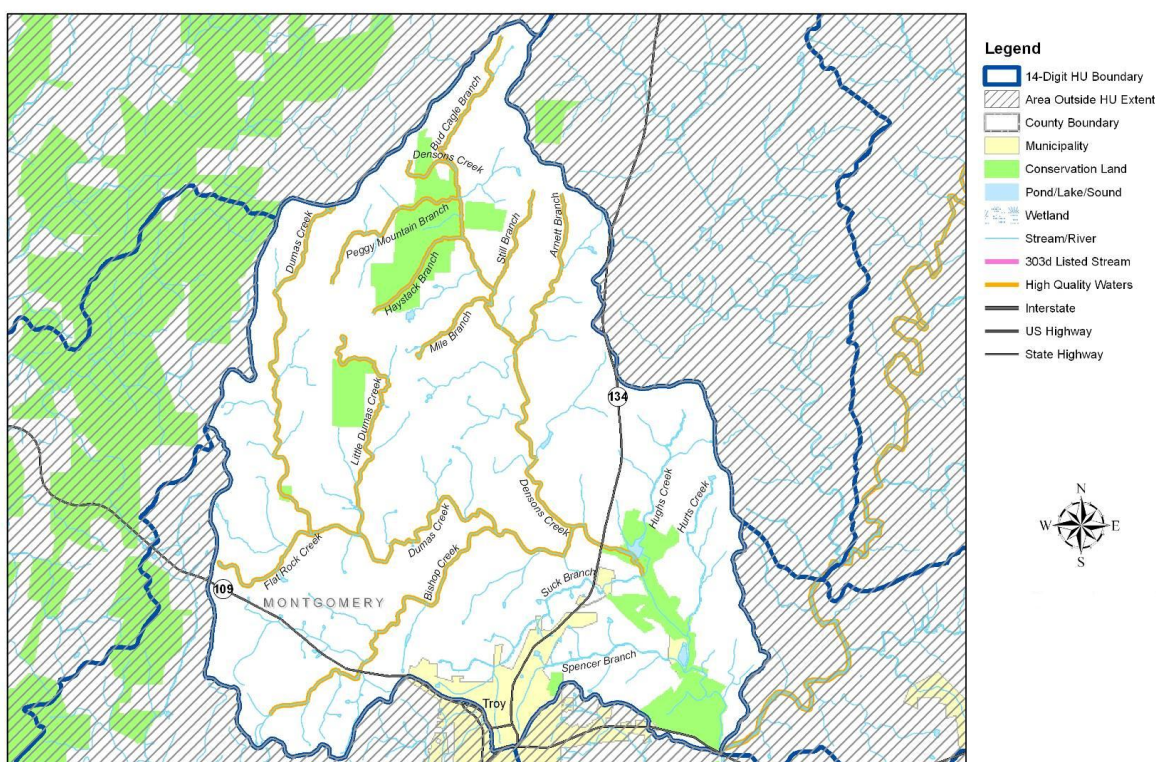 Legend
14-Digit HU Boundary
Area Outside HU Extent
County Boundary
Municipality
Conservation Land
Pond/Lake/Sound
Wetland
Stream/River
303d Listed Stream
High Quality Waters
Interstate
US Highway
State Highway
N
W
E
S
Bud Cagle Branch
Densons Creek
Dumas Creek
Peggy Mountain Branch
Still Branch
Arnett Branch
Haystack Branch
Mile Branch
134
Little Dumas Creek
Densons Creek
Hughs Creek
Hurts Creek
Dumas Creek
Flat Rock Creek
Bishop Creek
Suck Branch
109
MONTGOMERY
Spencer Branch
Troy